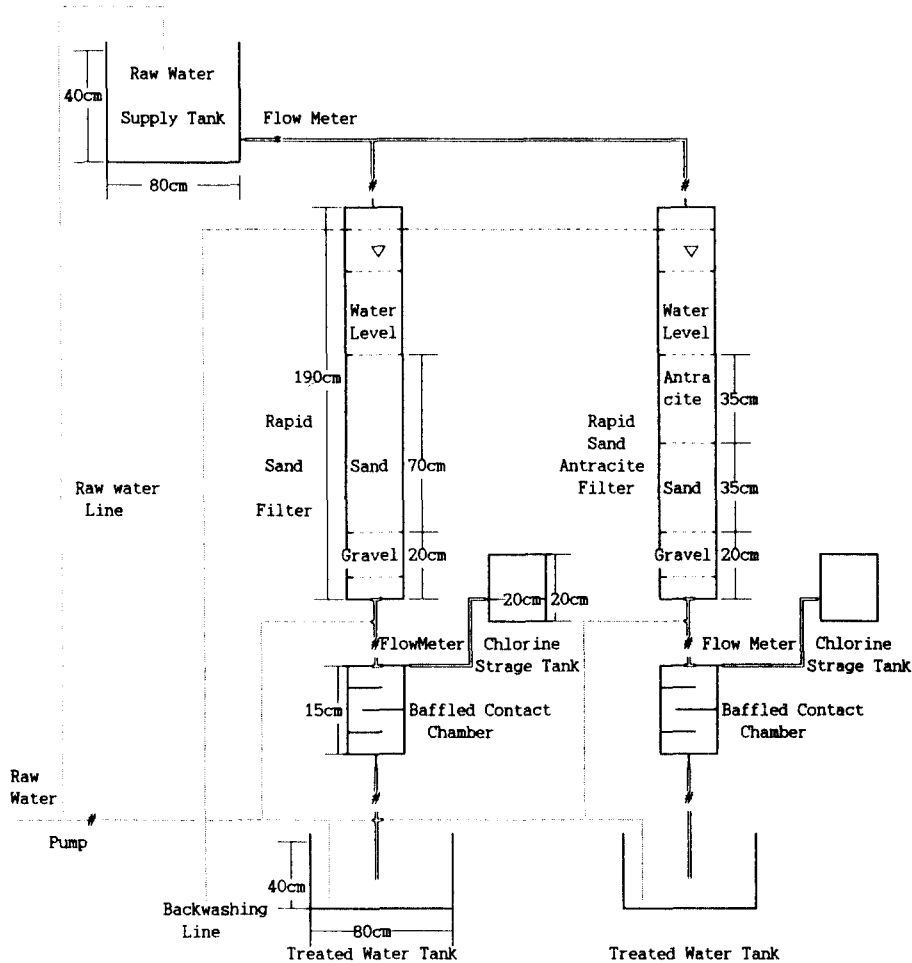 Raw Water
Supply Tank
40cm
80cm
Flow Meter
Water
Level
190cm
Rapid
Sand
Filter
Sand
70cm
Gravel
20cm
Water
Level
Antra
cite
35cm
Rapid
Sand
Antracite
Filter
Sand
35cm
Gravel
20cm
Raw water
Line
20cm
20cm
FlowMeter
Chlorine
Strage Tank
Flow Meter
Chlorine
Strage Tank
15cm
Baffled Contact
Chamber
Baffled Contact
Chamber
Raw
Water
Pump
40cm
Backwashing
Line
80cm
Treated Water Tank
Treated Water Tank